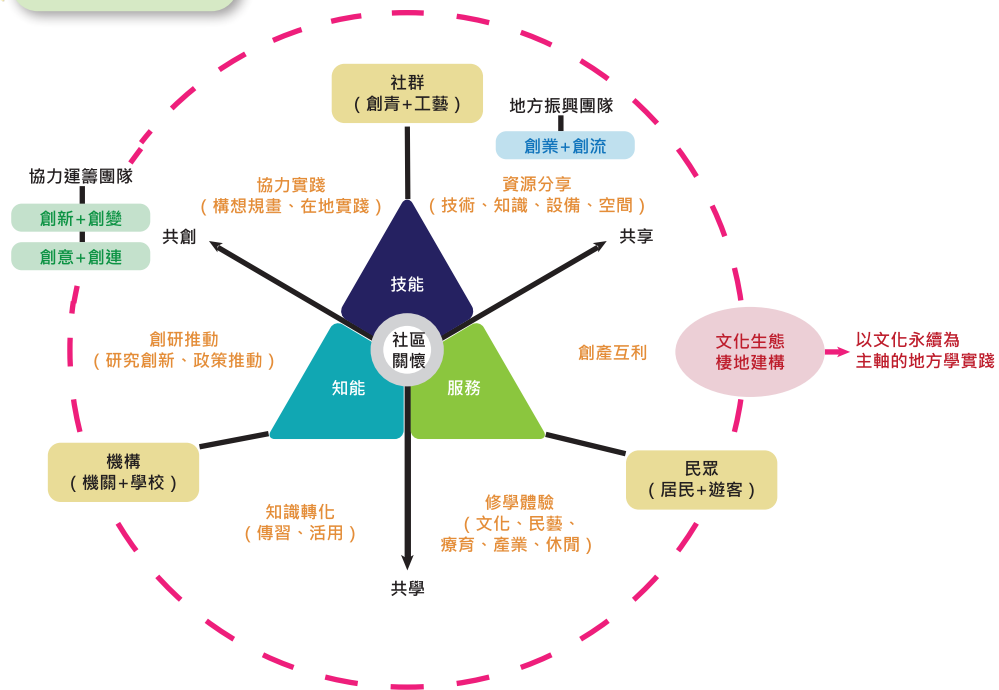 社群
（創青+工藝）
地方振興團隊
創業+創流
協力運籌團隊
創新+創變
創意+創連
協力實踐
（構想規畫、在地實踐）
資源分享
（技術、知識、設備、空間）
共創
共享
技能
社區
關懷
知能
服務
創研推動
（研究創新、政策推動）
創產互利
文化生態
棲地建構
以文化永續為
主軸的地方學實踐
機構
（機關+學校）
民眾
（居民+遊客）
知識轉化
（傳習、活用）
修學體驗
（文化、民藝、
療育、產業、休閒）
共學